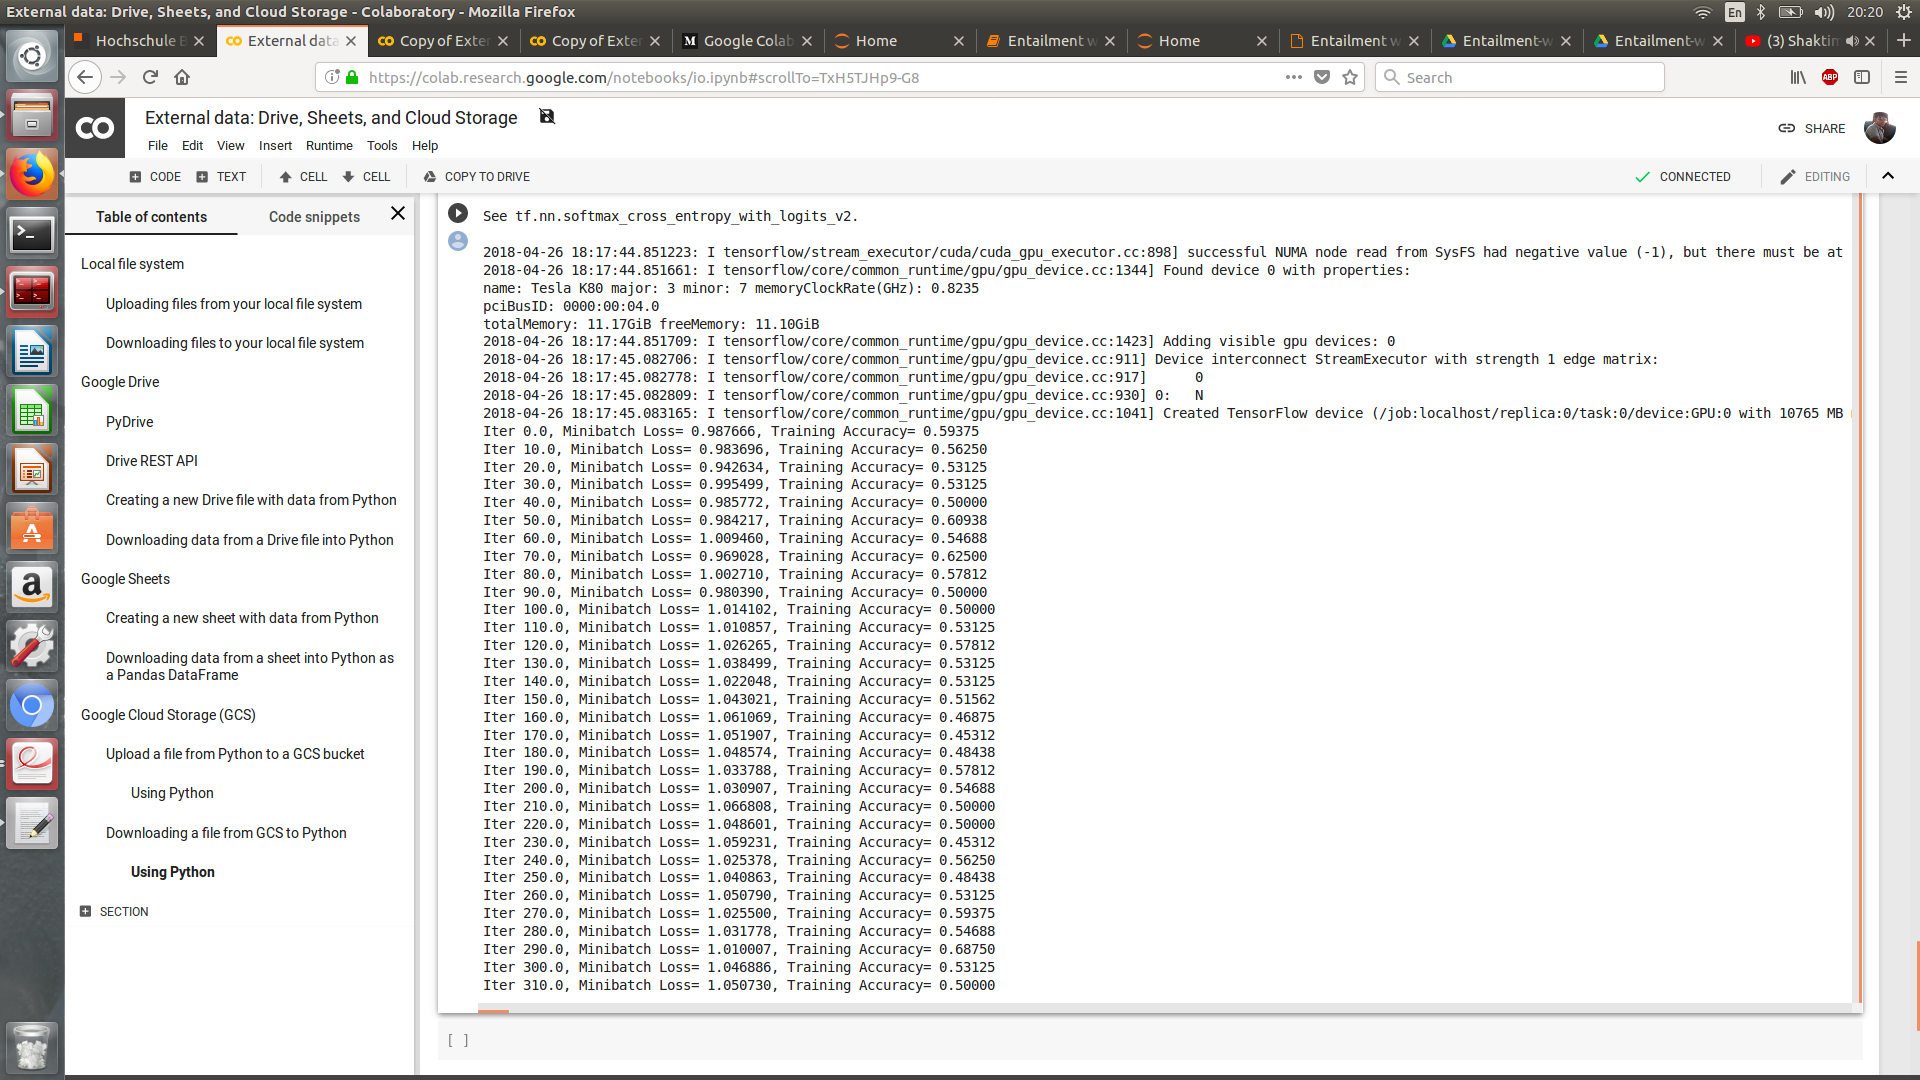 External data: Drive, Sheets, and Cloud Storage - Colaboratory - Mozilla Firefox
En
20:20
Hochschule B
External data
Copy of Exter
Copy of Exter
Google Colab
Home
Entailment w
Home
Entailment w
Entailment-w
Entailment-w
(3) Shaktim
https://colab.research.google.com/notebooks/io.ipynb#scrollTo=TxH5TJHp9-G8
Search
ABP
CO
External data: Drive, Sheets, and Cloud Storage
SHARE
File Edit View Insert Runtime Tools Help
CODE TEXT CELL CELL COPY TO DRIVE
CONNECTED
EDITING
Table of contents
Code snippets
Local file system
Uploading files from your local file system
Downloading files to your local file system
Google Drive
PyDrive
Drive REST API
Creating a new Drive file with data from Python
Downloading data from a Drive file into Python
Google Sheets
Creating a new sheet with data from Python
Downloading data from a sheet into Python as
a Pandas DataFrame
Google Cloud Storage (GCS)
Upload a file from Python to a GCS bucket
Using Python
Downloading a file from GCS to Python
Using Python
SECTION
See tf.nn.softmax_cross_entropy_with_logits_v2.
2018-04-26 18:17:44.851223: I tensorflow/stream_executor/cuda/cuda_gpu_executor.cc:898] successful NUMA node read from SysFS had negative value (-1), but there must be at
2018-04-26 18:17:44.851661: I tensorflow/core/common_runtime/gpu/gpu_device.cc:1344] Found device 0 with properties:
name: Tesla K80 major: 3 minor: 7 memoryClockRate(GHz): 0.8235
pciBusID: 0000:00:04.0
totalMemory: 11.17GiB freeMemory: 11.10GiB
2018-04-26 18:17:44.851709: I tensorflow/core/common_runtime/gpu/gpu_device.cc:1423] Adding visible gpu devices: 0
2018-04-26 18:17:45.082706: I tensorflow/core/common_runtime/gpu/gpu_device.cc:911] Device interconnect StreamExecutor with strength 1 edge matrix:
2018-04-26 18:17:45.082778: I tensorflow/core/common_runtime/gpu/gpu_device.cc:917]      0
2018-04-26 18:17:45.082809: I tensorflow/core/common_runtime/gpu/gpu_device.cc:930] 0:   N
2018-04-26 18:17:45.083165: I tensorflow/core/common_runtime/gpu/gpu_device.cc:1041] Created TensorFlow device (/job:localhost/replica:0/task:0/device:GPU:0 with 10765 MB
Iter 0.0, Minibatch Loss= 0.987666, Training Accuracy= 0.59375
Iter 10.0, Minibatch Loss= 0.983696, Training Accuracy= 0.56250
Iter 20.0, Minibatch Loss= 0.942634, Training Accuracy= 0.53125
Iter 30.0, Minibatch Loss= 0.995499, Training Accuracy= 0.53125
Iter 40.0, Minibatch Loss= 0.985772, Training Accuracy= 0.50000
Iter 50.0, Minibatch Loss= 0.984217, Training Accuracy= 0.60938
Iter 60.0, Minibatch Loss= 1.009460, Training Accuracy= 0.54688
Iter 70.0, Minibatch Loss= 0.969028, Training Accuracy= 0.62500
Iter 80.0, Minibatch Loss= 1.002710, Training Accuracy= 0.57812
Iter 90.0, Minibatch Loss= 0.980390, Training Accuracy= 0.50000
Iter 100.0, Minibatch Loss= 1.014102, Training Accuracy= 0.50000
Iter 110.0, Minibatch Loss= 1.010857, Training Accuracy= 0.53125
Iter 120.0, Minibatch Loss= 1.026265, Training Accuracy= 0.57812
Iter 130.0, Minibatch Loss= 1.038499, Training Accuracy= 0.53125
Iter 140.0, Minibatch Loss= 1.022048, Training Accuracy= 0.53125
Iter 150.0, Minibatch Loss= 1.043021, Training Accuracy= 0.51562
Iter 160.0, Minibatch Loss= 1.061069, Training Accuracy= 0.46875
Iter 170.0, Minibatch Loss= 1.051907, Training Accuracy= 0.45312
Iter 180.0, Minibatch Loss= 1.048574, Training Accuracy= 0.48438
Iter 190.0, Minibatch Loss= 1.033788, Training Accuracy= 0.57812
Iter 200.0, Minibatch Loss= 1.030907, Training Accuracy= 0.54688
Iter 210.0, Minibatch Loss= 1.066808, Training Accuracy= 0.50000
Iter 220.0, Minibatch Loss= 1.048601, Training Accuracy= 0.50000
Iter 230.0, Minibatch Loss= 1.059231, Training Accuracy= 0.45312
Iter 240.0, Minibatch Loss= 1.025378, Training Accuracy= 0.56250
Iter 250.0, Minibatch Loss= 1.040863, Training Accuracy= 0.48438
Iter 260.0, Minibatch Loss= 1.050790, Training Accuracy= 0.53125
Iter 270.0, Minibatch Loss= 1.025500, Training Accuracy= 0.59375
Iter 280.0, Minibatch Loss= 1.031778, Training Accuracy= 0.54688
Iter 290.0, Minibatch Loss= 1.010007, Training Accuracy= 0.68750
Iter 300.0, Minibatch Loss= 1.046886, Training Accuracy= 0.53125
Iter 310.0, Minibatch Loss= 1.050730, Training Accuracy= 0.50000
[ ]